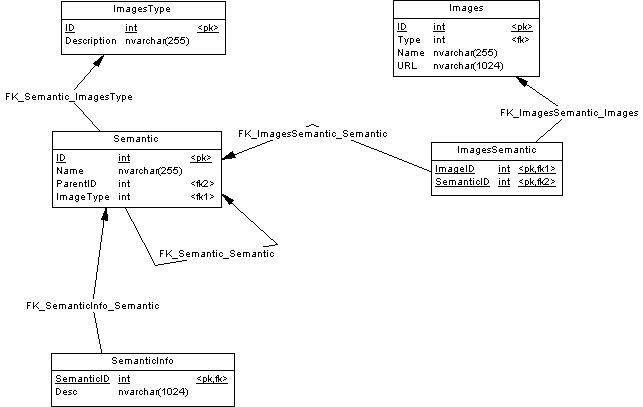 ImagesType
ID int <pk>
Description nvarchar(255)
Images
ID int <pk>
Type int <fk>
Name nvarchar(255)
URL nvarchar(1024)
FK_Semantic_ImagesType
FK_ImagesSemantic_Images
Semantic
ID int <pk>
Name nvarchar(255)
ParentID int <fk2>
ImageType int <fk1>
FK_ImagesSemantic_Semantic
ImagesSemantic
ImageID int <pk,fk1>
SemanticID int <pk,fk2>
FK_Semantic_Semantic
FK_SemanticInfo_Semantic
SemanticInfo
SemanticID int <pk,fk>
Desc nvarchar(1024)